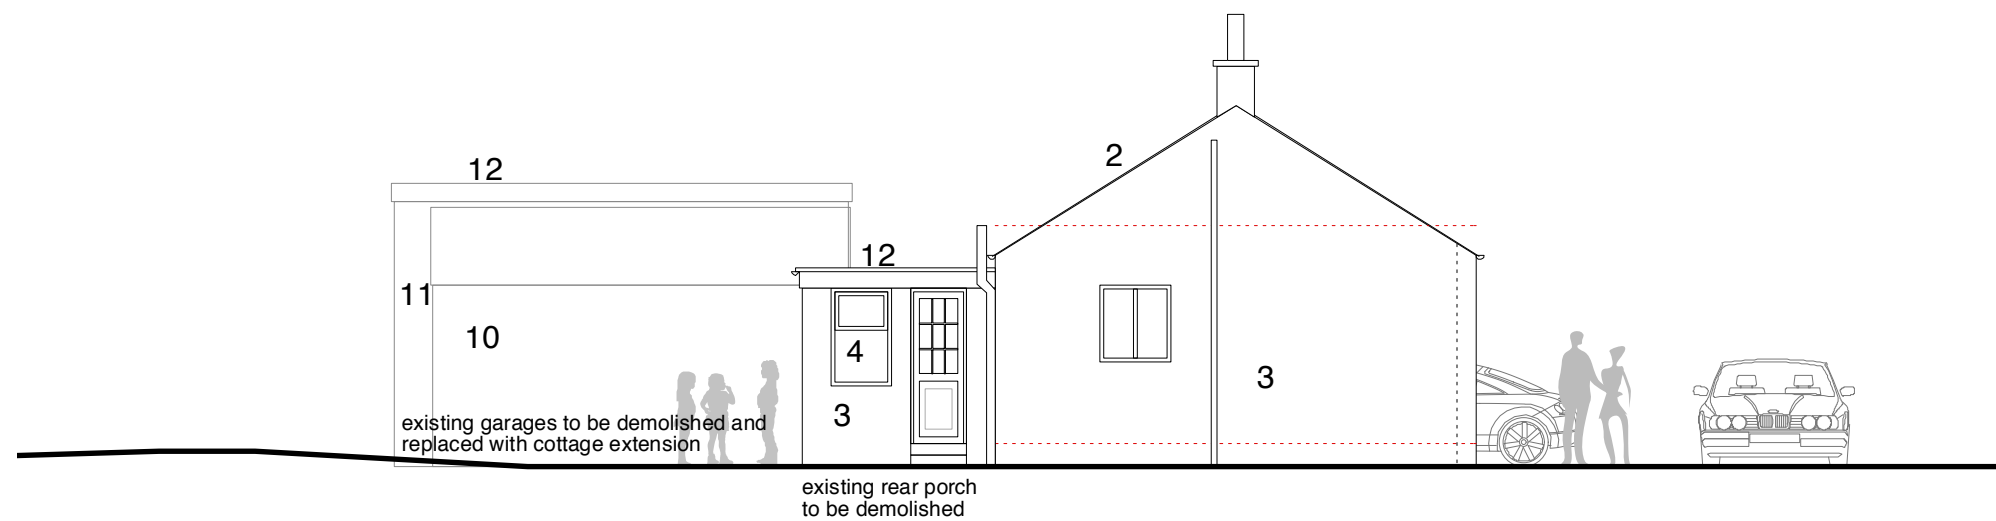 12
2
12
11
10
4
3
3
existing garages to be demolished and
replaced with cottage extension
existing rear porch
to be demolished